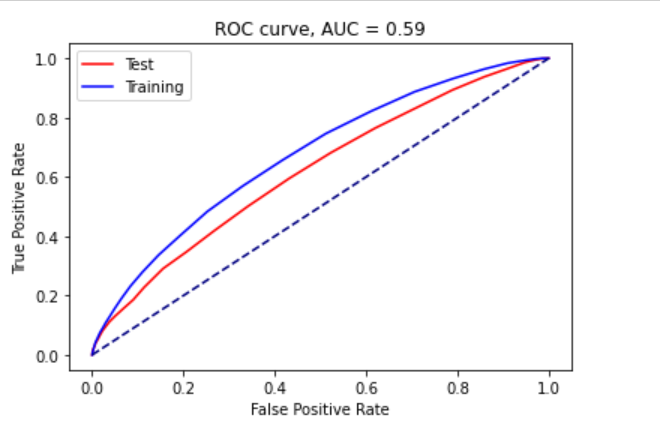 ROC curve, AUC = 0.59
Test
Training
True Positive Rate
1.0
0.8
0.6
0.4
0.2
0.0
0.0 0.2 0.4 0.6 0.8 1.0
False Positive Rate